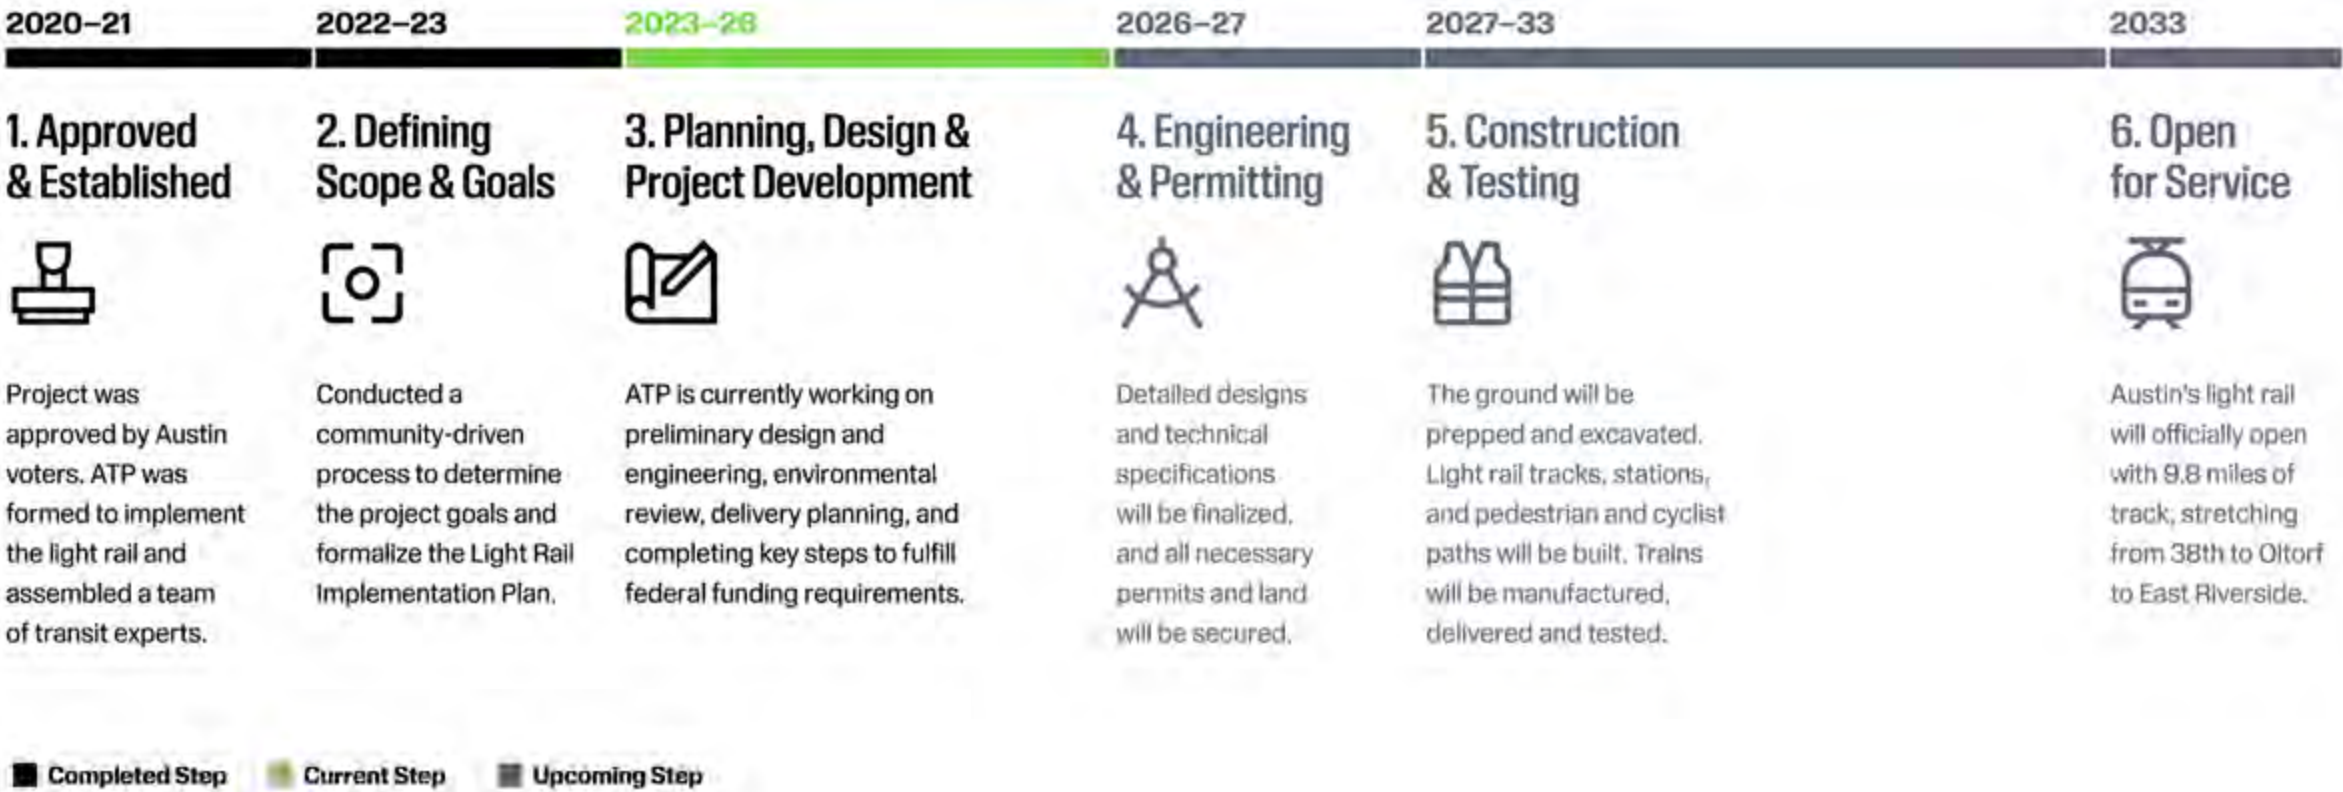 2020–21
1. Approved
& Established
Project was
approved by Austin
voters. ATP was
formed to implement
the light rail and
assembled a team
of transit experts.
2022–23
2. Defining
Scope & Goals
Conducted a
community-driven
process to determine
the project goals and
formalize the Light Rail
Implementation Plan.
2023–26
3. Planning, Design &
Project Development
ATP is currently working on
preliminary design and
engineering, environmental
review, delivery planning, and
completing key steps to fulfill
federal funding requirements.
2026–27
4. Engineering
& Permitting
Detailed designs
and technical
specifications
will be finalized,
and all necessary
permits and land
will be secured.
2027–33
5. Construction
& Testing
The ground will be
prepped and excavated.
Light rail tracks, stations,
and pedestrian and cyclist
paths will be built. Trains
will be manufactured,
delivered and tested.
2033
6. Open
for Service
Austin's light rail
will officially open
with 9.8 miles of
track, stretching
from 38th to Oltorf
to East Riverside.
Completed Step
Current Step
Upcoming Step